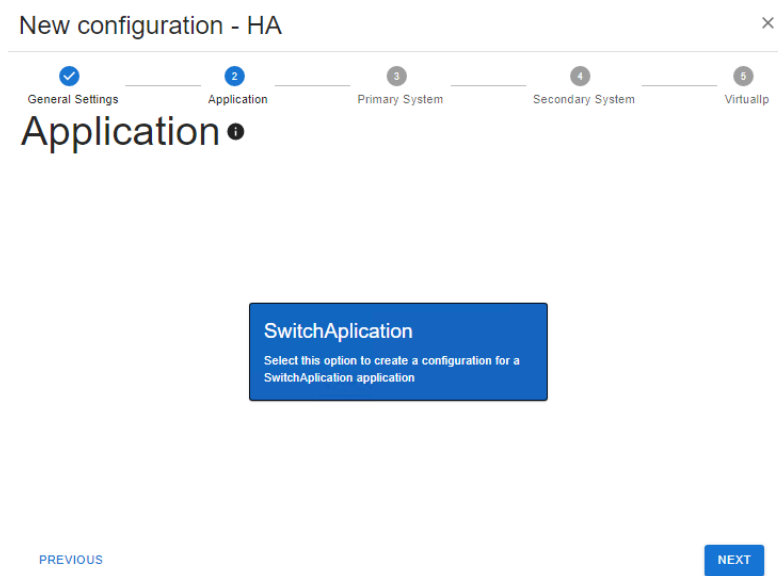 New configuration - HA
×
2
3
4
5
General Settings
Application
Primary System
Secondary System
VirtualIp
Application
SwitchAplication
Select this option to create a configuration for a
SwitchAplication application
PREVIOUS
NEXT